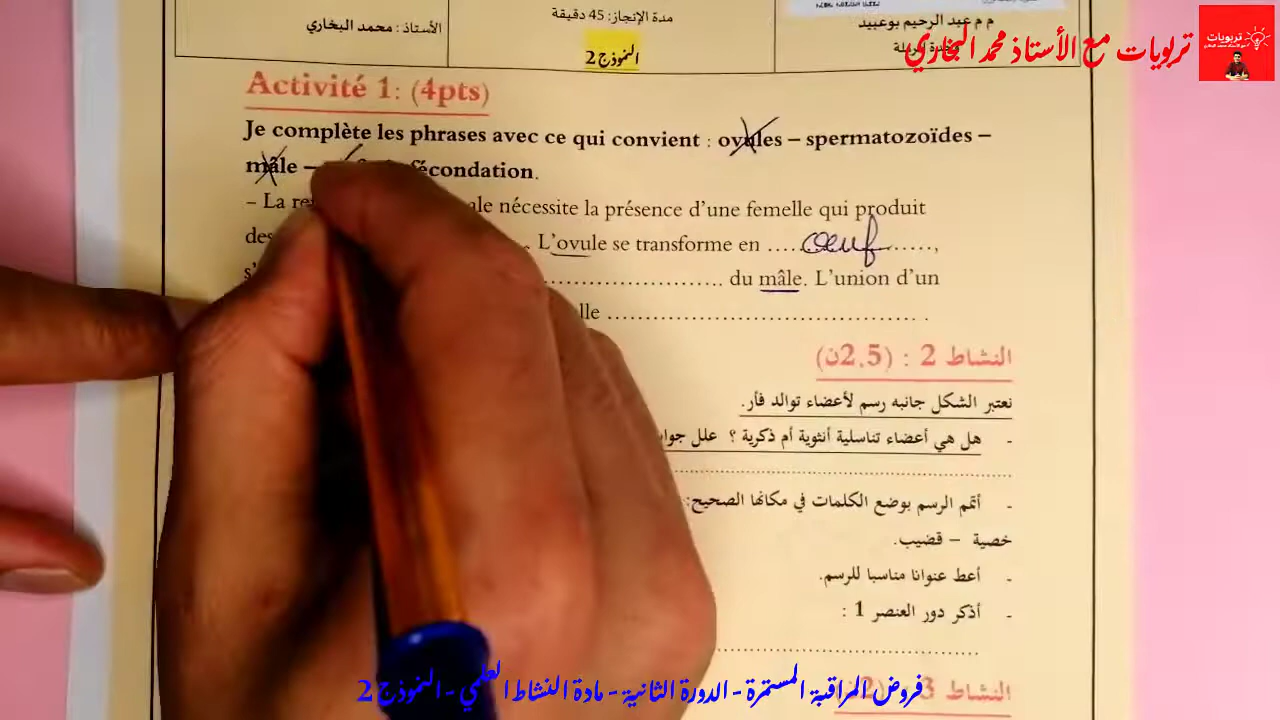 الأستاذ : محمد البخاري
مدة الإنجاز: 45 دقيقة
النموذج 2
م م عبد الرحيم بوعبيد
تربويات مع الأستاذ محمد البخاري
تربويات
Activité 1: (4pts)
Je complète les phrases avec ce qui convient : ovules – spermatozoïdes –
mâle – fécondation.
– La nécessite la présence d’une femelle qui produit
des L’ovule se transforme en .... oeuf ......,
du mâle. L’union d’un
النشاط 2 : (2.5ن)
نعتبر الشكل جانبه رسم لأعضاء توالد فأر.
- هل هي أعضاء تناسلية أنثوية أم ذكرية ؟ علل
- أتمم الرسم بوضع الكلمات في مكانها الصحيح:
خصية – قضيب.
- أعط عنوانا مناسبا للرسم.
- أذكر دور العنصر 1 :
النشاط 3
فروض المراقبة المستمرة - الدورة الثانية - مادة النشاط العلمي - النموذج 2